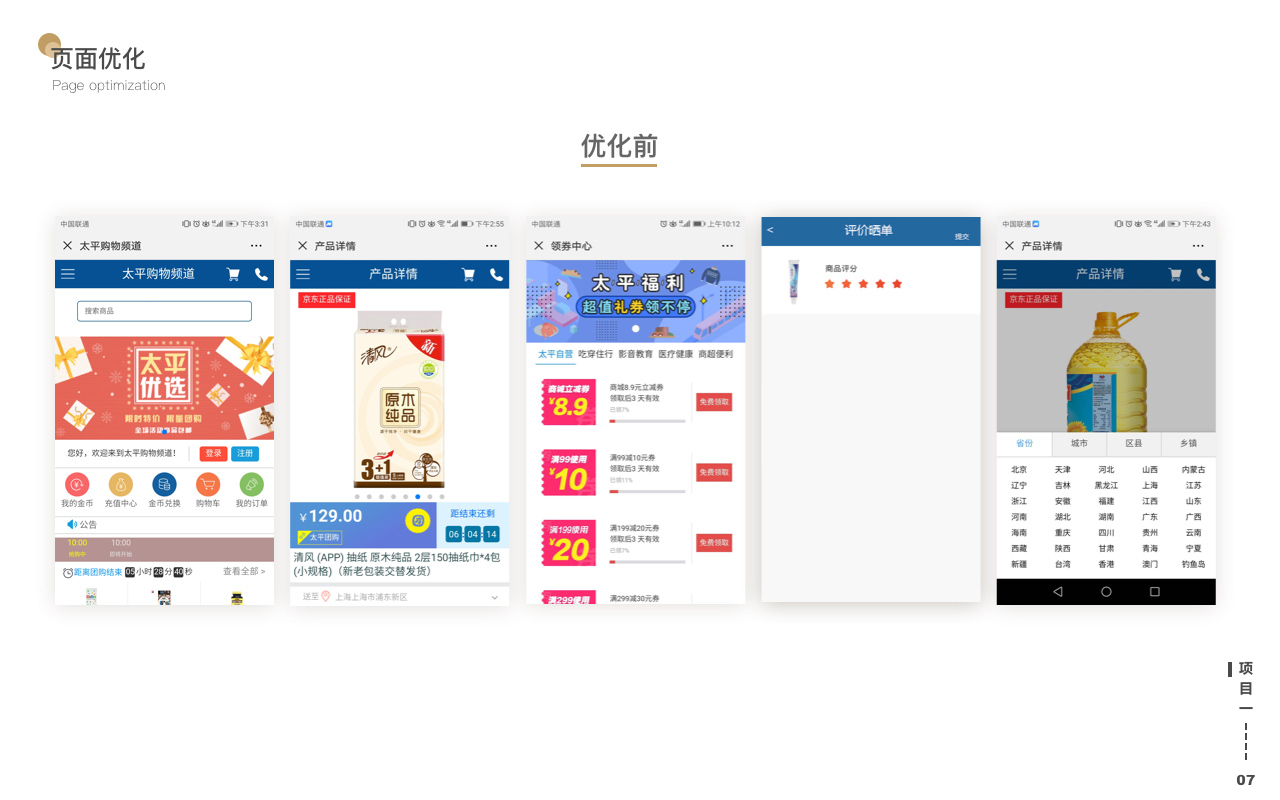 页面优化
Page optimization
优化前
中国联通
下午3:31
太平购物频道
太平购物频道
搜索商品
太平
优选
限时特价 限量团购
您好，欢迎来到太平购物频道!
登录
注册
我的金币
充值中心
金币兑换
购物车
我的订单
公告
10:00
10:00
抢购中
即将开始
距离团购结束 05小时28分40秒
查看全部 >
中国联通
下午2:55
产品详情
产品详情
京东正品保证
清风
新
原木
纯品
3+1
¥129.00
太平团购
距结束还剩
06:04:14
清风 (APP) 抽纸 原木纯品 2层150抽纸巾*4包
(小规格)（新老包装交替发货）
送至
上海上海市浦东新区
中国联通
上午10:12
领券中心
太平福利
超值礼券领不停
太平自营 吃穿住行 影音教育 医疗健康 商超便利
商城立减券
¥8.9
商城8.9元立减券
领取后3 天有效
已领7%
免费领取
满99使用
¥10
满99减10元券
领取后3 天有效
已领11%
免费领取
满199使用
¥20
满199减20元券
领取后3 天有效
已领7%
免费领取
满299使用
满299减30元券
<
评价晒单
提交
商品评分
中国联通
下午2:43
产品详情
产品详情
京东正品保证
省份 城市 区县 乡镇
北京 天津 河北 山西 内蒙古
辽宁 吉林 黑龙江 上海 江苏
浙江 安徽 福建 江西 山东
河南 湖北 湖南 广东 广西
海南 重庆 四川 贵州 云南
西藏 陕西 甘肃 青海 宁夏
新疆 台湾 香港 澳门 钓鱼岛
项目一
07